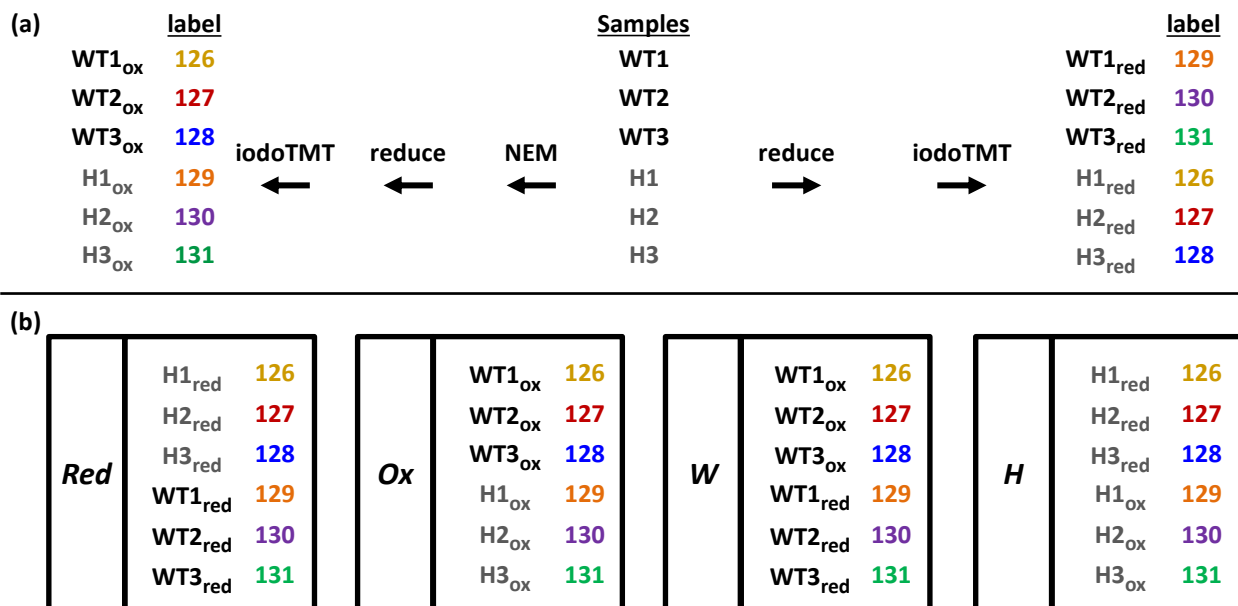 (a) label Samples label
WT1ox 126 WT1 WT1red 129
WT2ox 127 WT2 WT2red 130
WT3ox 128 WT3 WT3red 131
iodoTMT reduce NEM reduce iodoTMT
H1ox 129 H1 H1red 126
H2ox 130 H2 H2red 127
H3ox 131 H3 H3red 128
(b)
Red
H1red 126
H2red 127
H3red 128
WT1red 129
WT2red 130
WT3red 131
Ox
WT1ox 126
WT2ox 127
WT3ox 128
H1ox 129
H2ox 130
H3ox 131
W
WT1ox 126
WT2ox 127
WT3ox 128
WT1red 129
WT2red 130
WT3red 131
H
H1red 126
H2red 127
H3red 128
H1ox 129
H2ox 130
H3ox 131